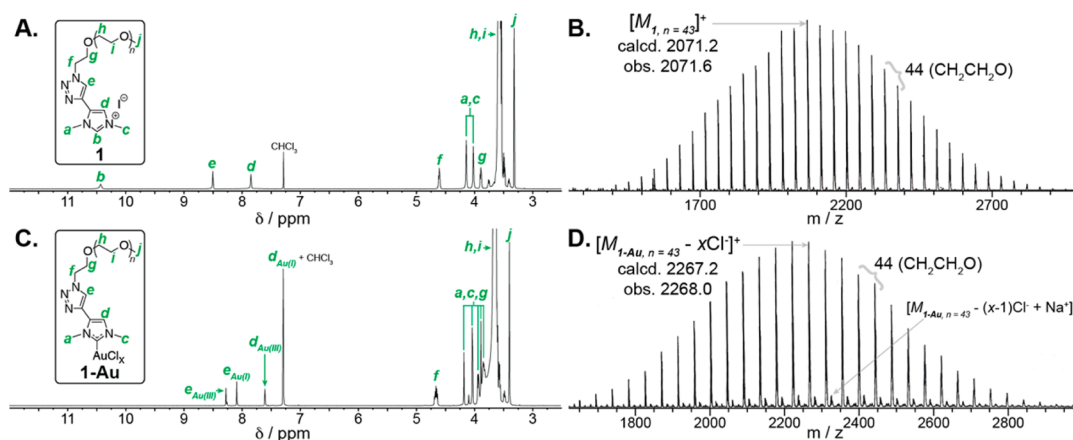 A.
h
O
O
j
n
i
g
f
N
e
N
N
d
I⊖
N
⊕
N
a
c
b
1
b
e
d
CHCl3
f
a,c
g
h,i
j
11
10
9
8
7
6
5
4
3
δ / ppm
B.
[M1, n = 43]+
calcd. 2071.2
obs. 2071.6
44 (CH2CH2O)
1700
2200
2700
m / z
C.
h
O
O
j
n
i
g
f
N
e
N
N
d
N
N
a
c
AuClX
1-Au
eAu(III)
eAu(I)
dAu(III)
dAu(I) + CHCl3
f
a,c,g
h,i
j
11
10
9
8
7
6
5
4
3
δ / ppm
D.
[M1-Au, n = 43 - xCl-]+
calcd. 2267.2
obs. 2268.0
44 (CH2CH2O)
[M1-Au, n = 43 - (x-1)Cl- + Na+]
1800
2000
2200
2400
2600
2800
m / z